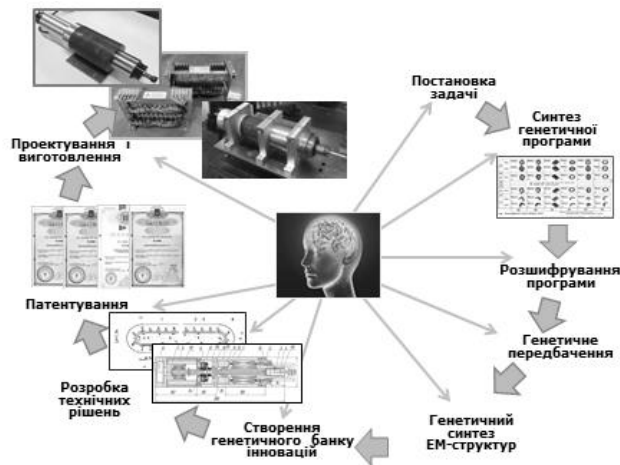 Постановка
задачі
Синтез
генетичної
програми
Розшифрування
програми
Генетичне
передбачення
Генетичний
синтез
ЕМ-структур
Створення
генетичного банку
інновацій
Розробка
технічних
рішень
Патентування
Проектування і
виготовлення